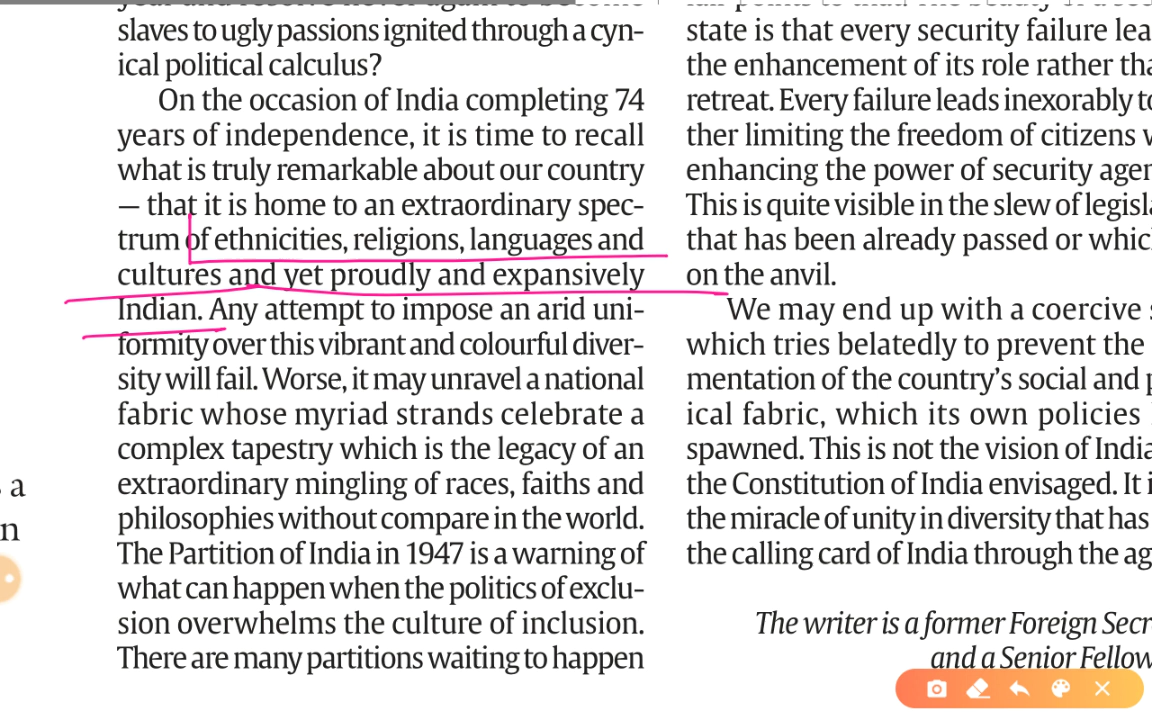 slaves to ugly passions ignited through a cyn-
ical political calculus?
On the occasion of India completing 74
years of independence, it is time to recall
what is truly remarkable about our country
— that it is home to an extraordinary spec-
trum of ethnicities, religions, languages and
cultures and yet proudly and expansively
Indian. Any attempt to impose an arid uni-
formity over this vibrant and colourful diver-
sity will fail. Worse, it may unravel a national
fabric whose myriad strands celebrate a
complex tapestry which is the legacy of an
extraordinary mingling of races, faiths and
philosophies without compare in the world.
The Partition of India in 1947 is a warning of
what can happen when the politics of exclu-
sion overwhelms the culture of inclusion.
There are many partitions waiting to happen
state is that every security failure lea
the enhancement of its role rather tha
retreat. Every failure leads inexorably to
ther limiting the freedom of citizens
enhancing the power of security agen
This is quite visible in the slew of legisla
that has been already passed or whic
on the anvil.
We may end up with a coercive
which tries belatedly to prevent the
mentation of the country's social and p
ical fabric, which its own policies
spawned. This is not the vision of India
the Constitution of India envisaged. It i
the miracle of unity in diversity that has
the calling card of India through the ag
The writer is a former Foreign Secr
and a Senior Fellow
a
n